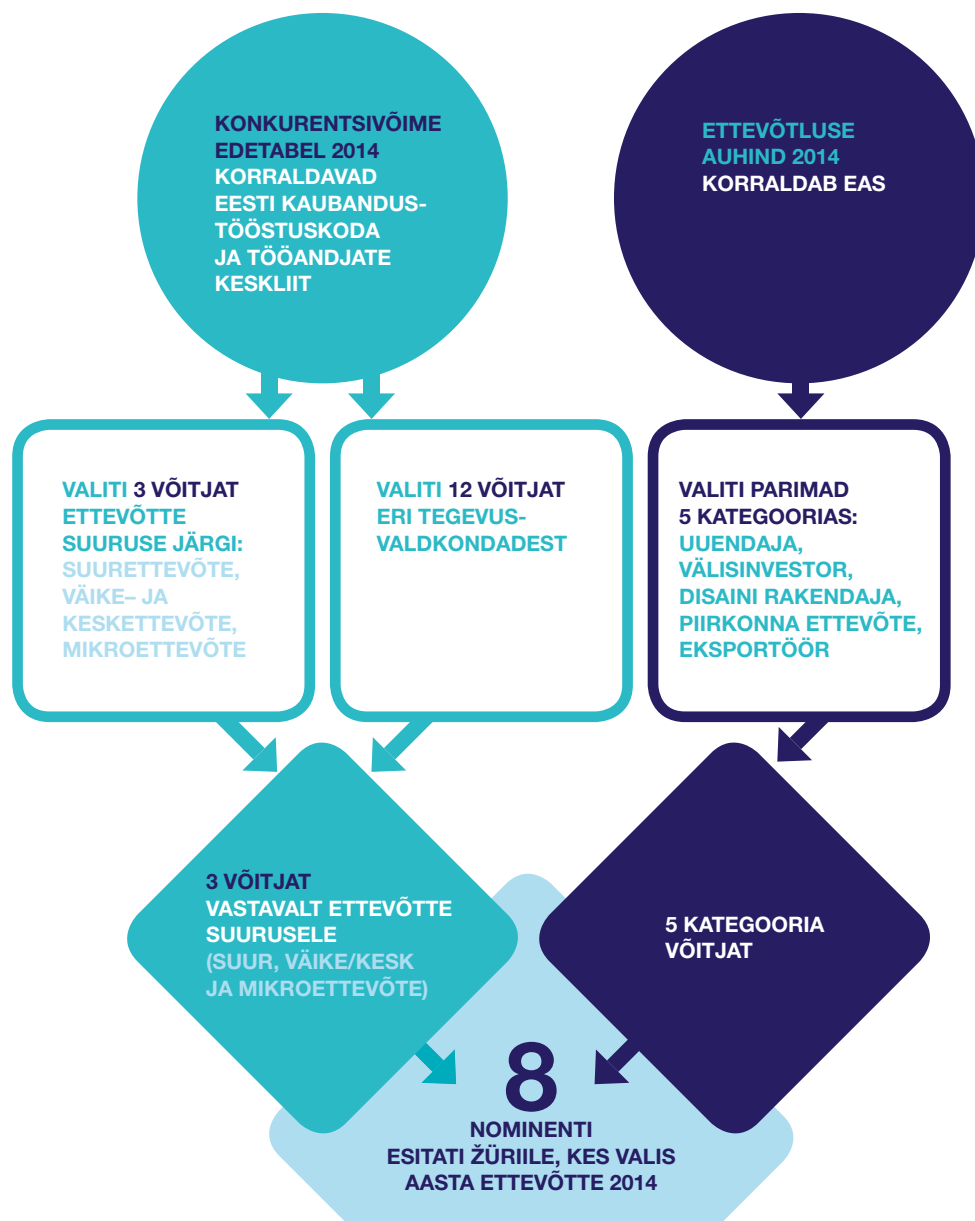 KONKURENTSIVÕIME
EDETABEL 2014
KORRALDAVAD
EESTI KAUBANDUS-
TÖÖSTUSKODA
JA TÖÖANDJATE
KESKLIIT
ETTEVÕTLUSE
AUHIND 2014
KORRALDAB EAS
VALITI 3 VÕITJAT
ETTEVÕTTE
SUURUSE JÄRGI:
SUURETTEVÕTE,
VÄIKE– JA
KESKETTEVÕTE,
MIKROETTEVÕTE
VALITI 12 VÕITJAT
ERI TEGEVUS-
VALDKONDADEST
VALITI PARIMAD
5 KATEGOORIAS:
UUENDAJA,
VÄLISINVESTOR,
DISAINI RAKENDAJA,
PIIRKONNA ETTEVÕTE,
EKSPORTÖÖR
3 VÕITJAT
VASTAVALT ETTEVÕTTE
SUURUSELE
(SUUR, VÄIKE/KESK
JA MIKROETTEVÕTE)
5 KATEGOORIA
VÕITJAT
8
NOMINENTI
ESITATI ŽÜRIILE, KES VALIS
AASTA ETTEVÕTTE 2014